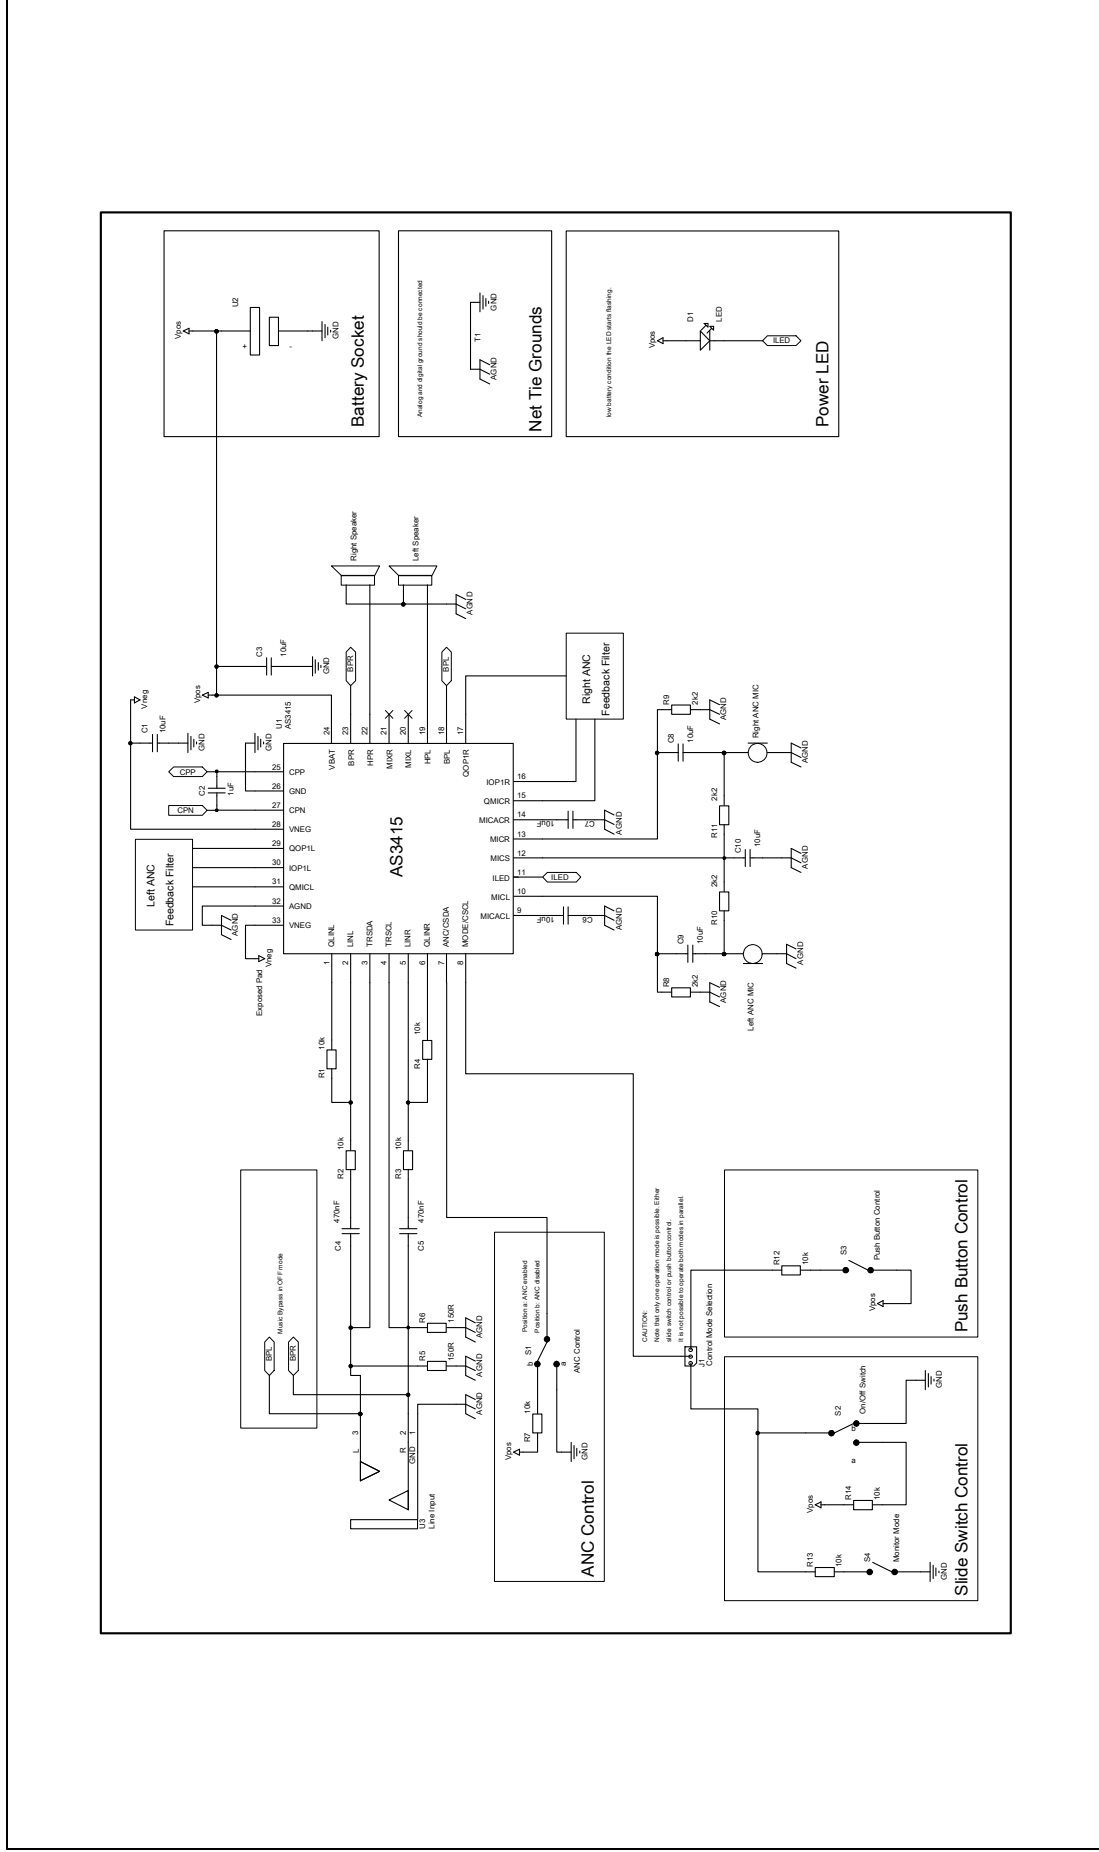 Music Bypass in OFF mode
BPL
BPR
L 3
R 2
GND 1
U3
Line Input
C4
470nF
R2
10k
R1
10k
C5
470nF
R3
10k
R4
10k
R5
150R
R6
150R
AGND
AGND
AGND
Left ANC
Feedback Filter
Exposed Pad
Vneg
AGND
33 VNEG
32 AGND
31 QMICL
30 IOP1L
29 QOP1L
28 VNEG
27 CPN
26 GND
25 CPP
CPN
CPP
C2
1uF
GND
Vneg
C1
10uF
GND
Vpos
U1
AS3415
AS3415
1 QLINL
2 LINL
3 TRSDA
4 TRSCL
5 LINR
6 QLINR
7 ANC/CSDA
8 MODE/CSCL
24 VBAT
23 BPR
22 HPR
21 MIXR
20 MIXL
19 HPL
18 BPL
17 QOP1R
9 MICACL
10 MICL
11 ILED
12 MICS
13 MICR
14 MICACR
15 QMICR
16 IOP1R
C3
10uF
GND
BPR
BPL
Right Speaker
Left Speaker
AGND
Right ANC
Feedback Filter
C6
10uF
AGND
ILED
C7
10uF
AGND
R8
2k2
AGND
C9
10uF
Left ANC MIC
AGND
R10
2k2
C10
10uF
AGND
R11
2k2
C8
10uF
R9
2k2
AGND
Right ANC MIC
AGND
Vpos
U2
+
-
GND
Battery Socket
Analog and digital ground should be connected
AGND
T1
GND
Net Tie Grounds
low battery condition the LED starts flashing.
Vpos
D1
LED
ILED
Power LED
Position a: ANC enabled
Position b: ANC disabled
Vpos
R7
10k
S1
b
a
ANC Control
GND
ANC Control
CAUTION:
Note that only one operation mode is possible. Either
slide switch control or push button control.
It is not possible to operate both modes in parallel.
J1
Control Mode Selection
R13
10k
S4
Monitor Mode
GND
Vpos
R14
10k
a
b
S2
On/Off Switch
GND
Slide Switch Control
R12
10k
S3
Push Button Control
Vpos
Push Button Control